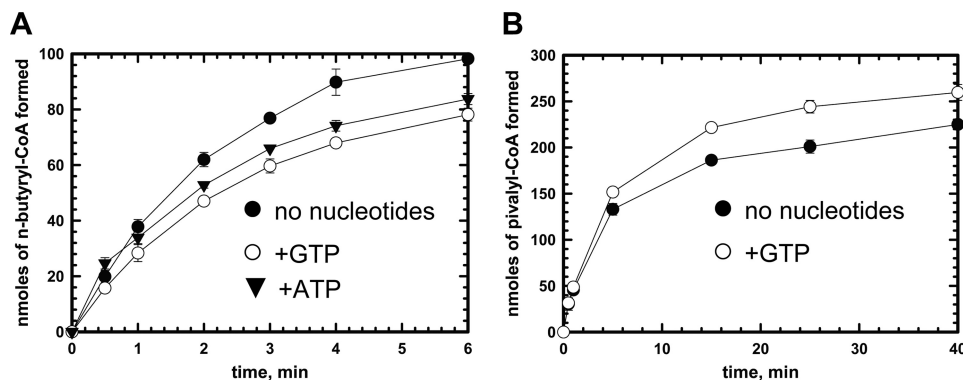 A
B
nmoles of n-butyryl-CoA formed
100
80
60
40
20
0
0
1
2
3
4
5
6
time, min
no nucleotides
+GTP
+ATP
nmoles of pivalyl-CoA formed
300
250
200
150
100
50
0
0
10
20
30
40
time, min
no nucleotides
+GTP